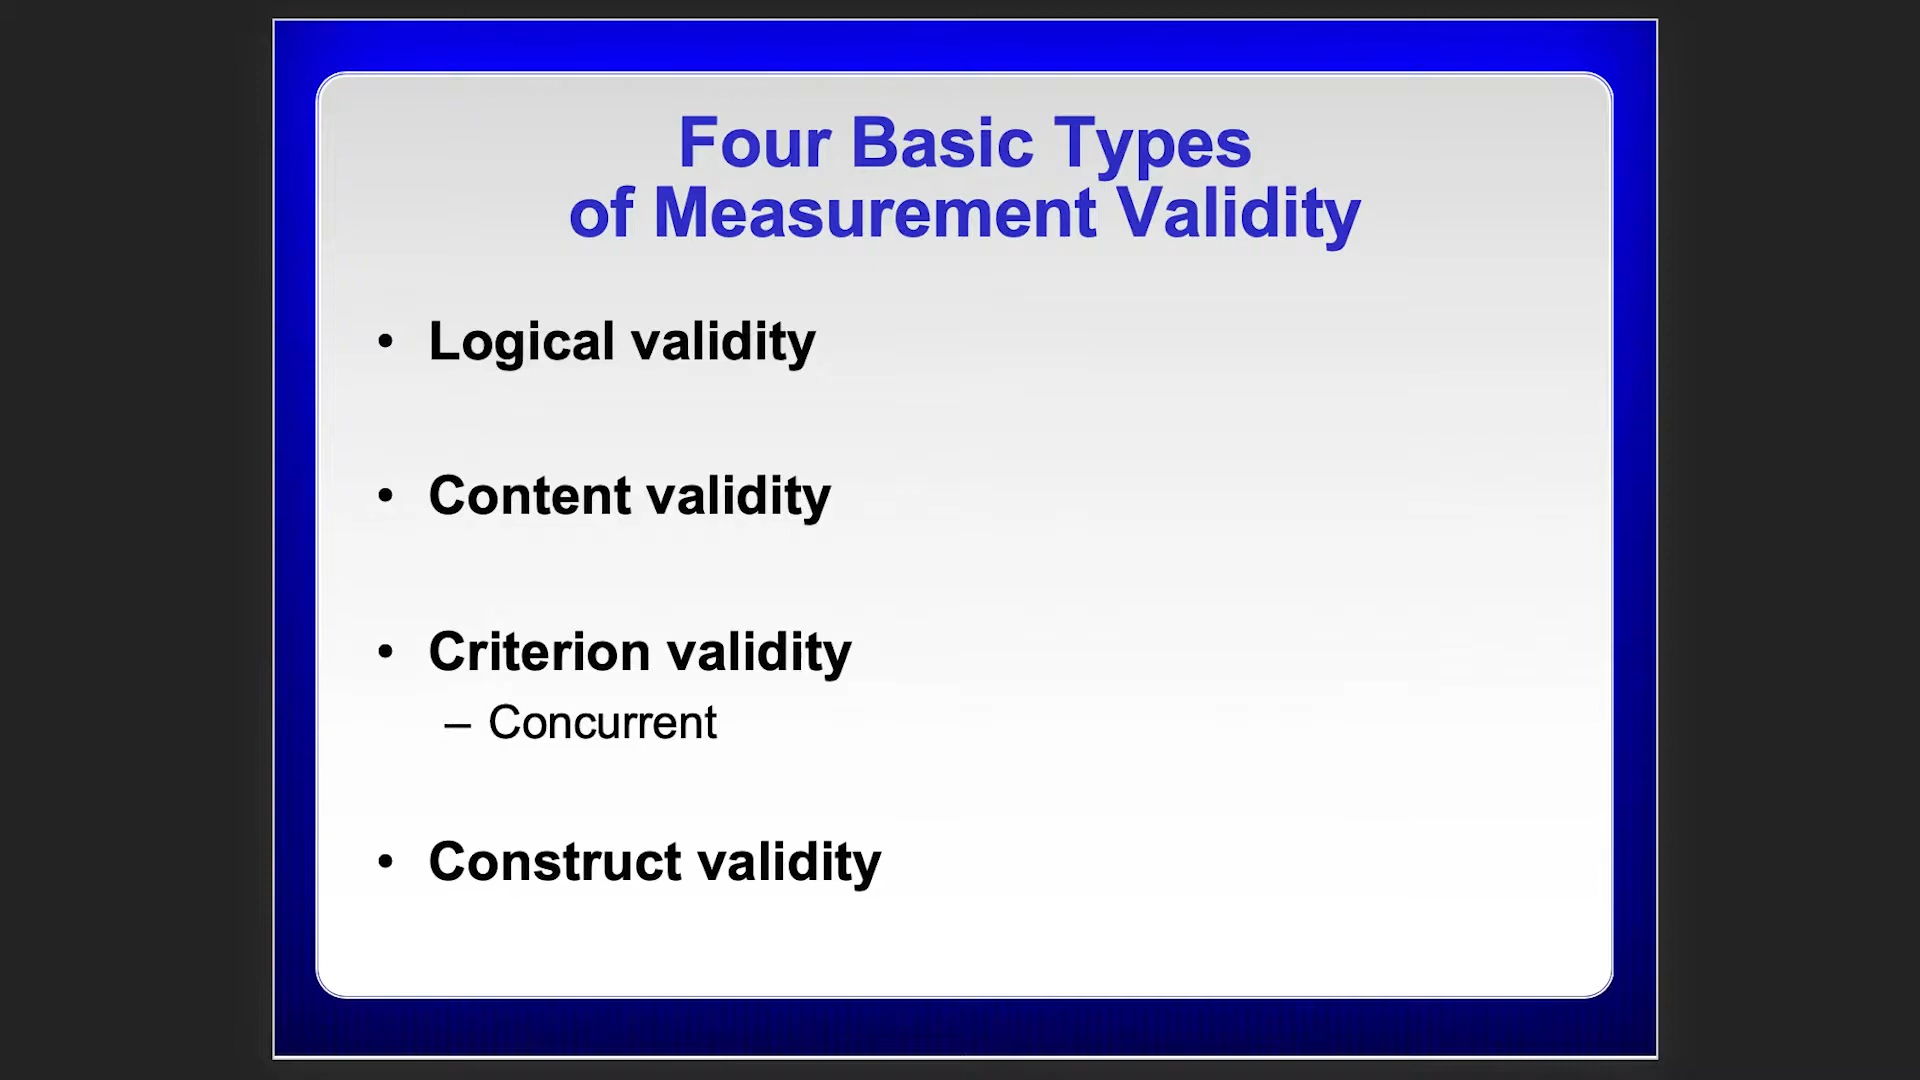 Four Basic Types
of Measurement Validity
• Logical validity
• Content validity
• Criterion validity
– Concurrent
• Construct validity